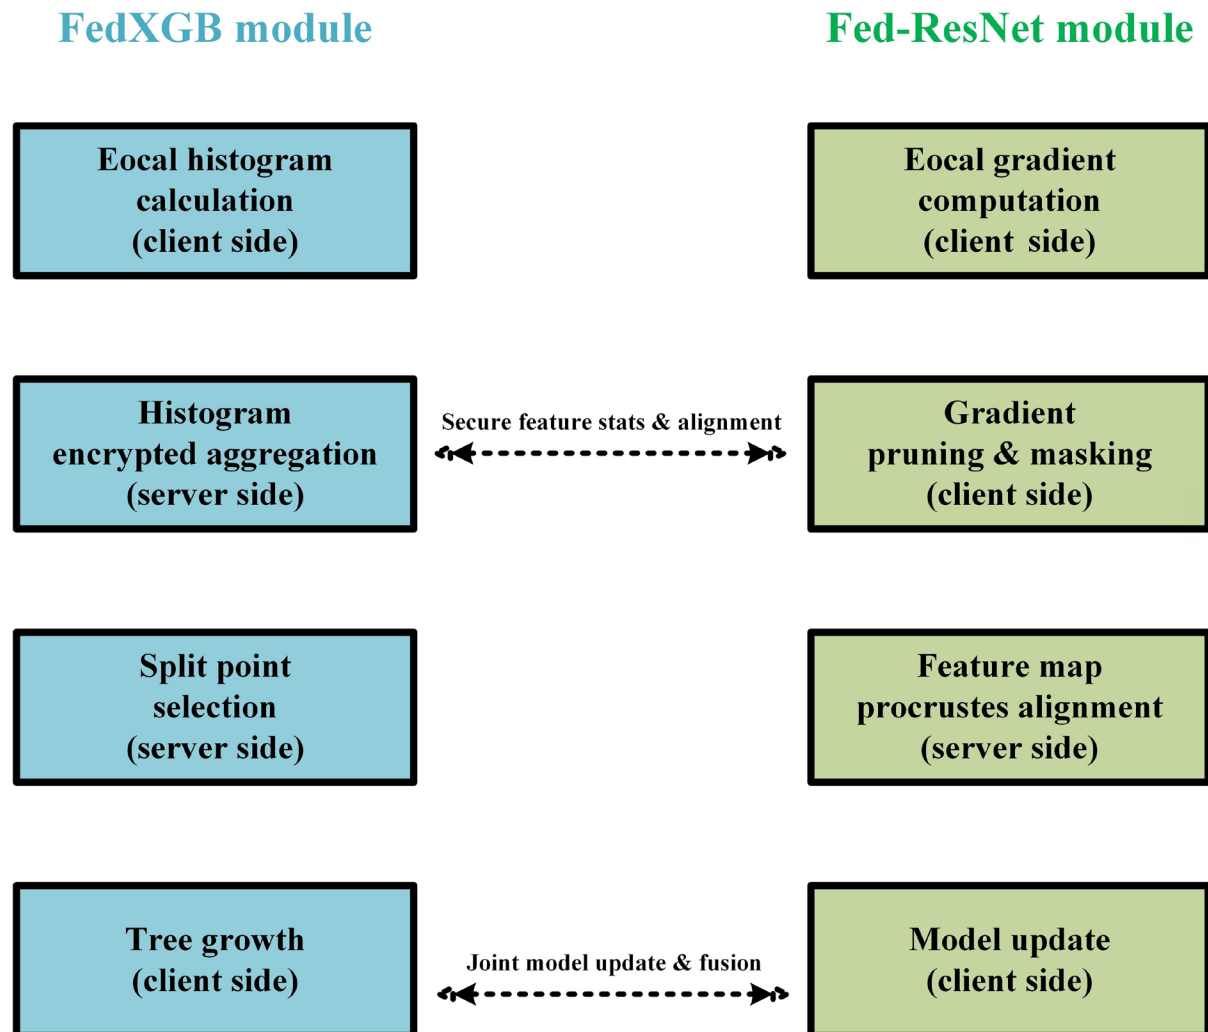 FedXGB module
Fed-ResNet module
Eocal histogram
calculation
(client side)
Eocal gradient
computation
(client side)
Histogram
encrypted aggregation
(server side)
Secure feature stats & alignment
Gradient
pruning & masking
(client side)
Split point
selection
(server side)
Feature map
procrustes alignment
(server side)
Tree growth
(client side)
Joint model update & fusion
Model update
(client side)